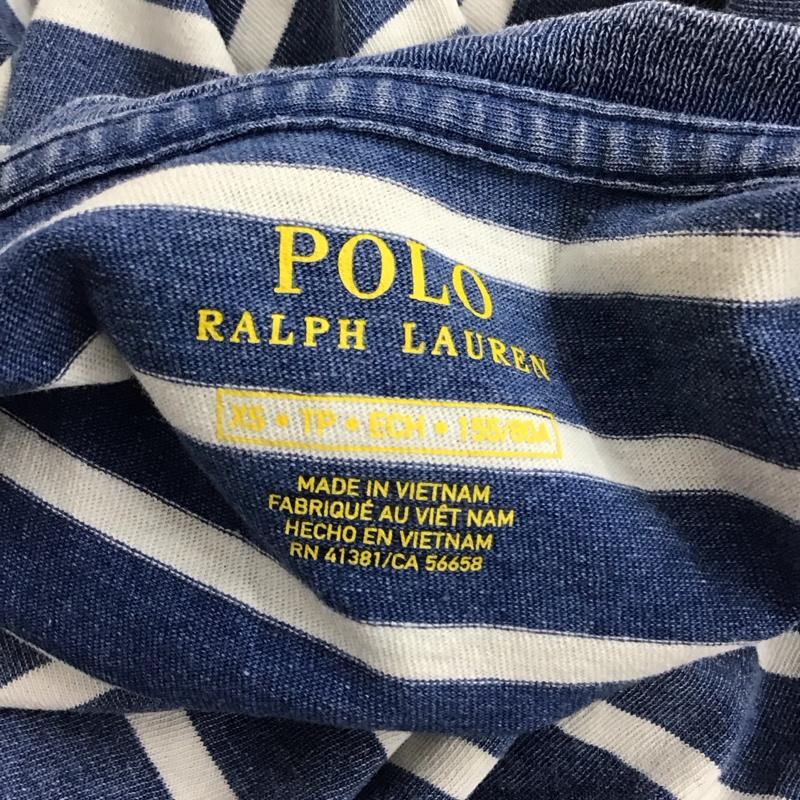 POLO
RALPH LAUREN
XS • TP • ECH • 155/80A
MADE IN VIETNAM
FABRIQUÉ AU VIÊT NAM
HECHO EN VIETNAM
RN 41381/CA 56658